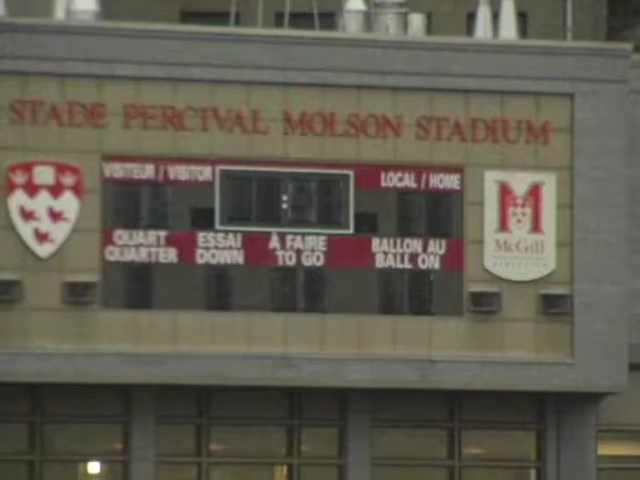 STADE PERCIVAL MOLSON STADIUM
VISITEUR / VISITOR
LOCAL / HOME
QUART
QUARTER
ESSAI
DOWN
À FAIRE
TO GO
BALLON AU
BALL ON
M
McGill